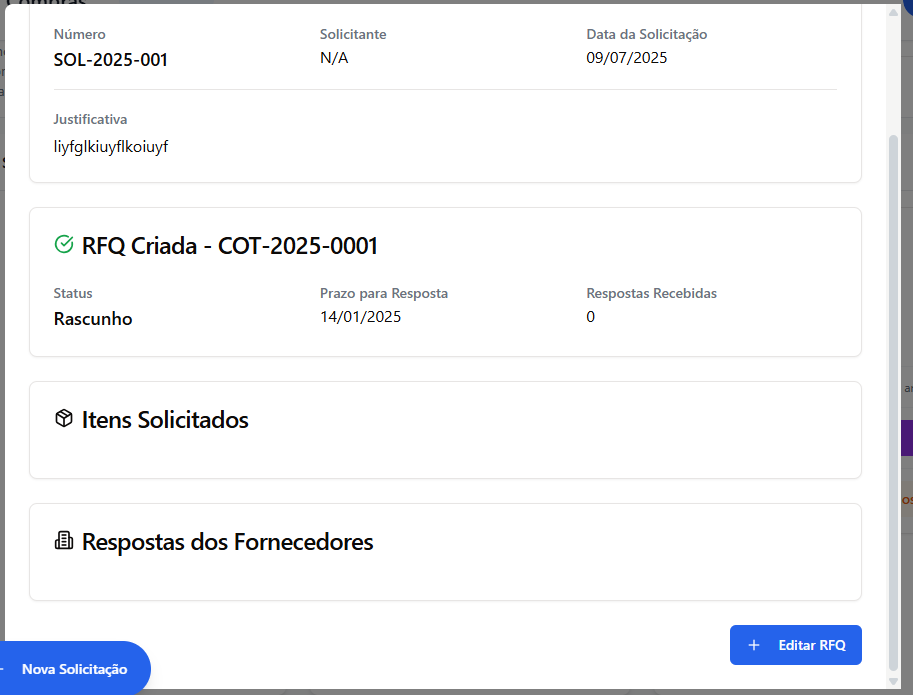 Compras
Número
Solicitante
Data da Solicitação
SOL-2025-001
N/A
09/07/2025
Justificativa
liyfglkiuyflkoiuyf
RFQ Criada - COT-2025-0001
Status
Prazo para Resposta
Respostas Recebidas
Rascunho
14/01/2025
0
Itens Solicitados
Respostas dos Fornecedores
+ Editar RFQ
Nova Solicitação